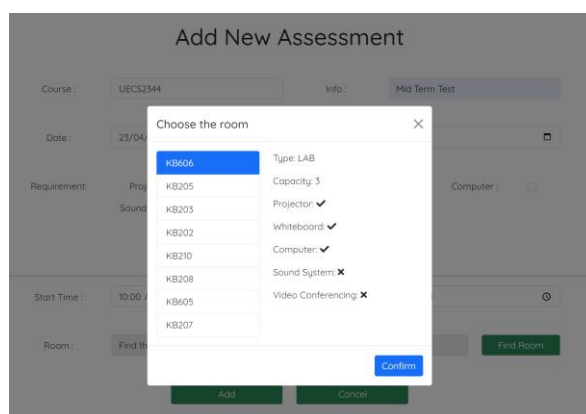 Add New Assessment
Course : UECS2344 Info : Mid Term Test
Choose the room
Date : 23/04/
KB606 Type: LAB
KB205 Capacity: 3
Requirement: Proj Computer :
KB203 Projector: ✔
Sound
KB202 Whiteboard: ✔
KB210 Computer: ✔
KB208 Sound System: ✖
KB605 Video Conferencing: ✖
Start Time : 10:00
KB207
Room : Find th Find Room
Confirm
Add Cancel